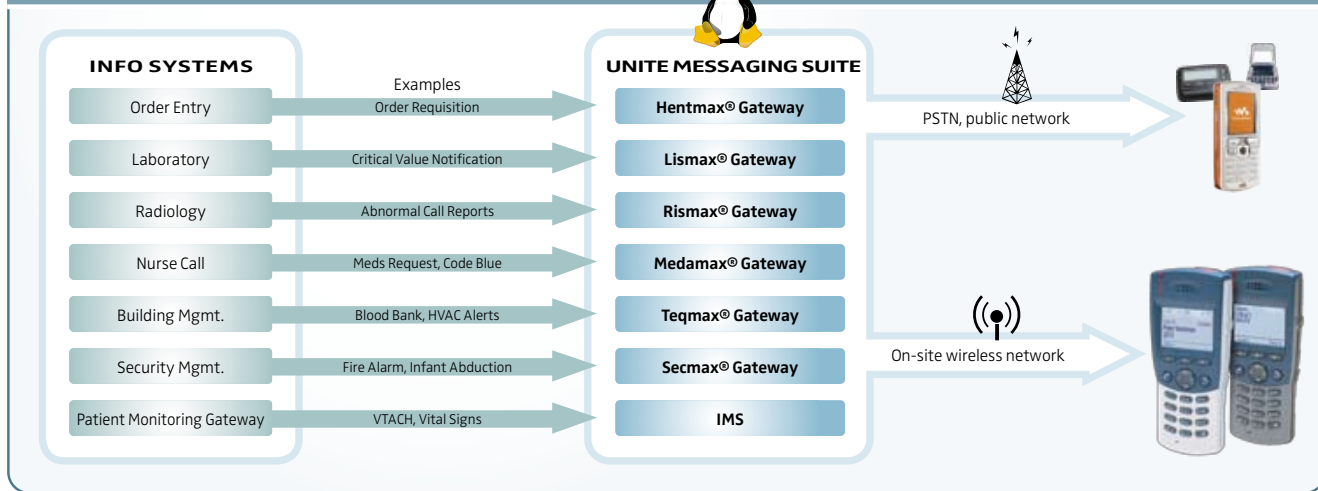 INFO SYSTEMS
Order Entry
Laboratory
Radiology
Nurse Call
Building Mgmt.
Security Mgmt.
Patient Monitoring Gateway
Examples
Order Requisition
Critical Value Notification
Abnormal Call Reports
Meds Request, Code Blue
Blood Bank, HVAC Alerts
Fire Alarm, Infant Abduction
VTACH, Vital Signs
UNITE MESSAGING SUITE
Hentmax® Gateway
Lismax® Gateway
Rismax® Gateway
Medamax® Gateway
Teqmax® Gateway
Secmax® Gateway
IMS
PSTN, public network
On-site wireless network